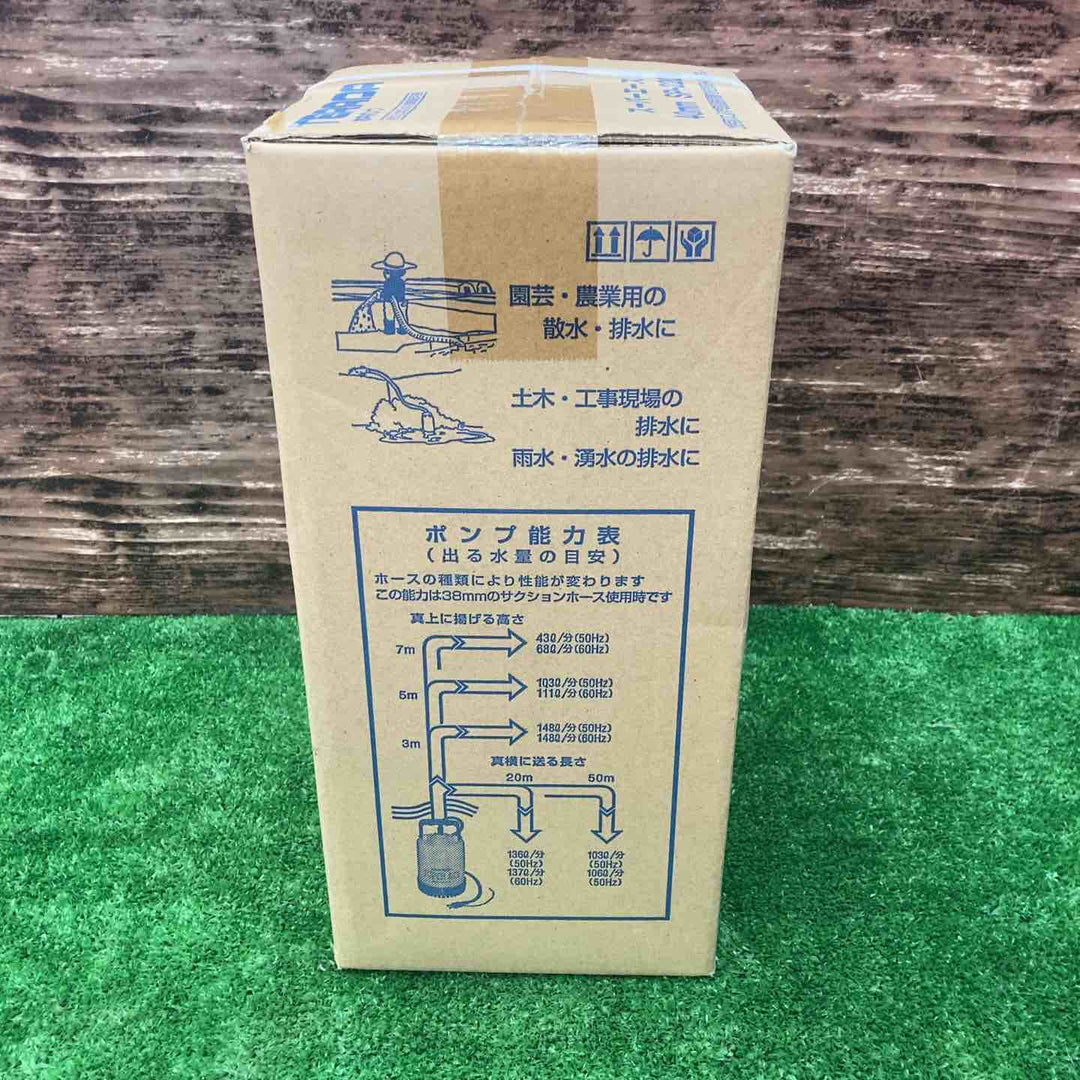 園芸・農業用の
散水・排水に
土木・工事現場の
排水に
雨水・湧水の排水に
ポンプ能力表
(出る水量の目安)
ホースの種類により性能が変わります
この能力は38mmのサクションホース使用時です
真上に揚げる高さ
7m
43ℓ/分(50Hz)
68ℓ/分(60Hz)
5m
103ℓ/分(50Hz)
111ℓ/分(60Hz)
3m
148ℓ/分(50Hz)
148ℓ/分(60Hz)
真横に送る長さ
20m 50m
136ℓ/分
(50Hz)
137ℓ/分
(60Hz)
103ℓ/分
(50Hz)
106ℓ/分
(50Hz)